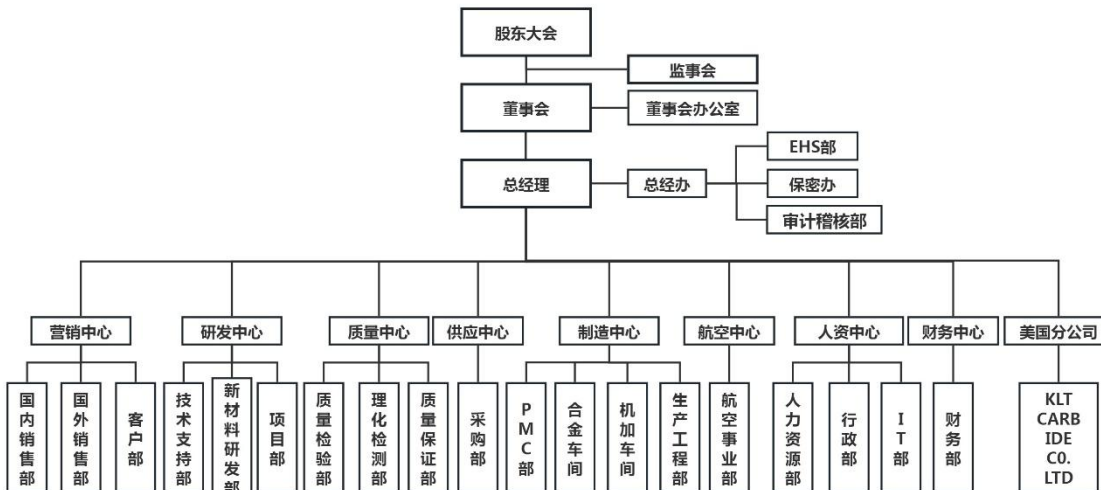 股东大会
监事会
董事会
董事会办公室
EHS部
总经理
总经办
保密办
审计稽核部
营销中心
研发中心
质量中心
供应中心
制造中心
航空中心
人资中心
财务中心
美国分公司
国内销售部
国外销售部
客户部
技术支持部
新材料研发部
项目部
质量检验部
理化检测部
质量保证部
采购部
PMC部
合金车间
机加车间
生产工程部
航空事业部
人力资源部
行政部
IT部
财务部
KLT
CARB
IDE
C0.
LTD